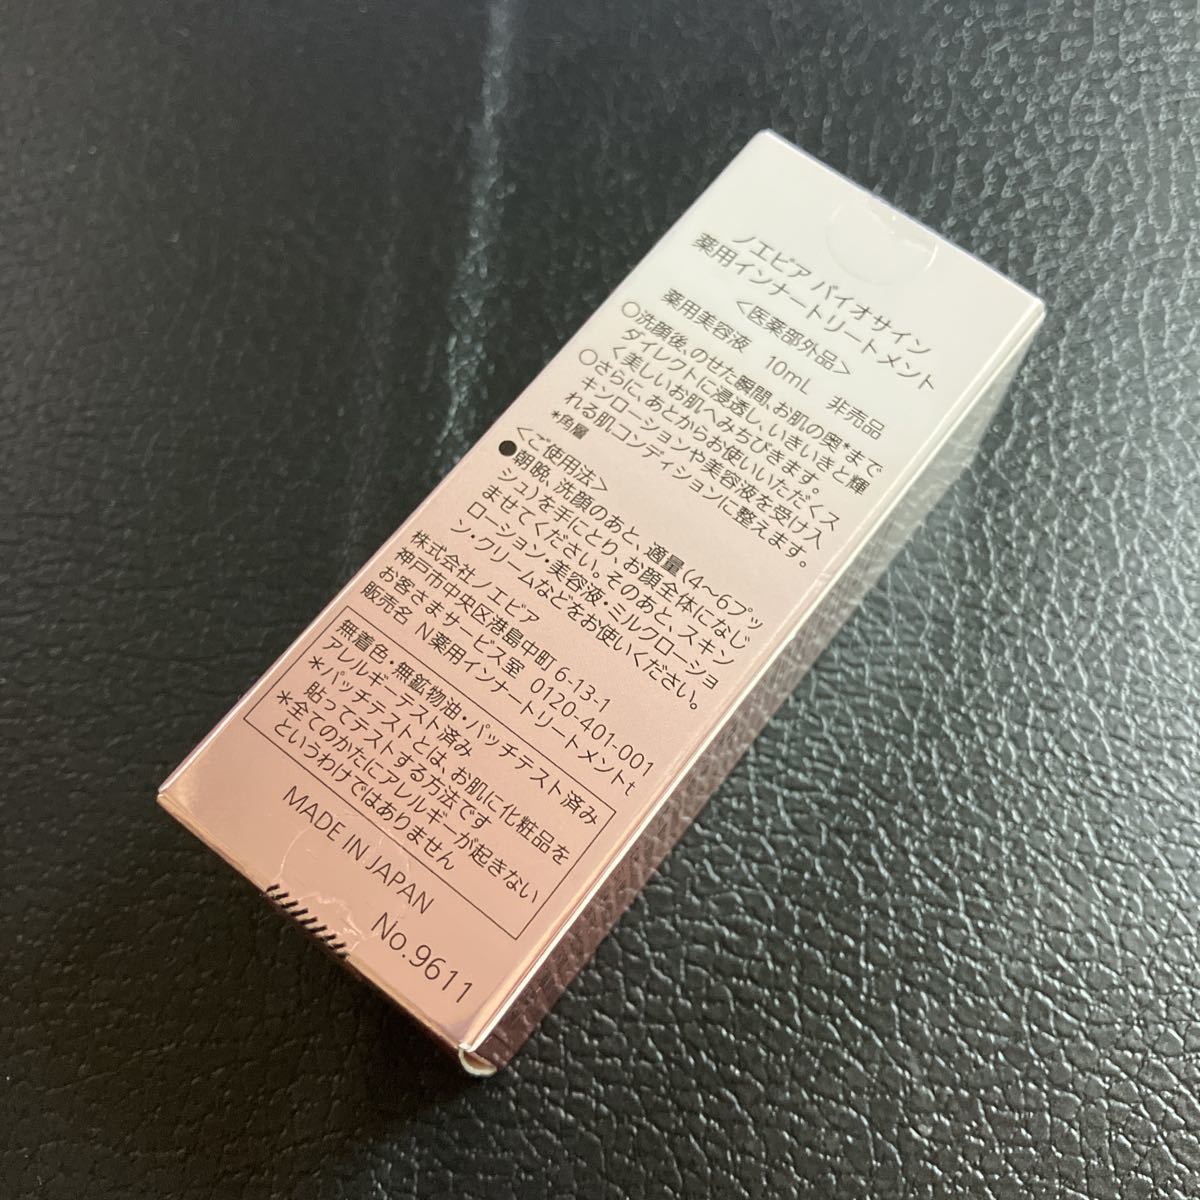 ノエビア バイオサイン
薬用インナートリートメント
<医薬部外品>
薬用美容液 10mL 非売品
○洗顔後、のせた瞬間、お肌の奥*まで
ダイレクトに浸透し、いきいきと輝
く美しいお肌へみちびきます。
○さらに、あとからお使いいただくス
キンローションや美容液を受け入
れる肌コンディションに整えます。
*角層
<ご使用法>
●朝晩、洗顔のあと、適量(4~6プッ
シュ)を手にとり、お顔全体になじ
ませてください。そのあと、スキン
ローション・美容液・ミルクローショ
ン・クリームなどをお使いください。
株式会社ノエビア
神戸市中央区港島中町 6-13-1
お客さまサービス室 0120-401-001
販売名 N薬用インナートリートメントt
無着色・無鉱物油・パッチテスト済み
アレルギーテスト済み
*パッチテストとは、お肌に化粧品を
貼ってテストする方法です
*全てのかたにアレルギーが起きない
というわけではありません
MADE IN JAPAN
No.9611